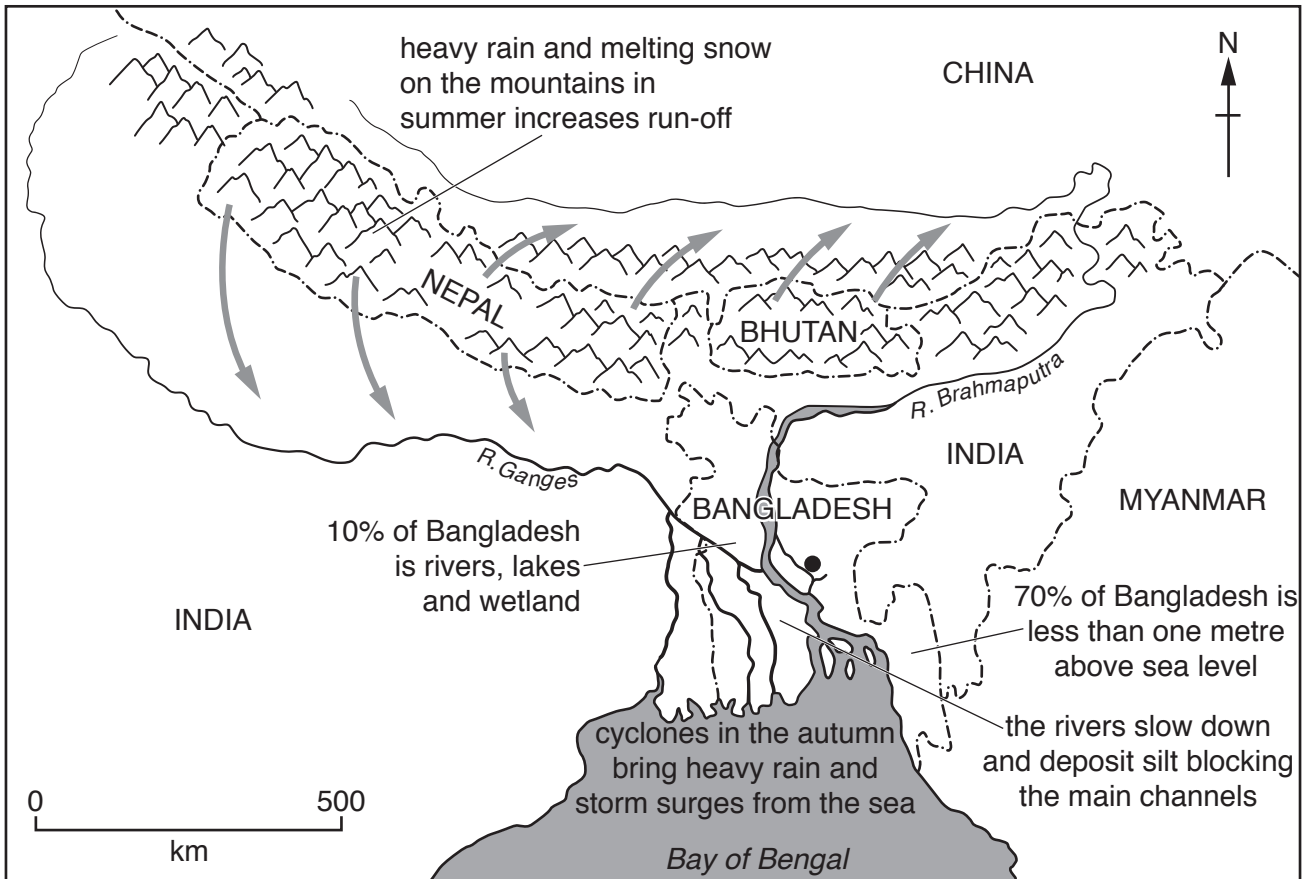 heavy rain and melting snow
on the mountains in
summer increases run-off
CHINA
N
NEPAL
BHUTAN
R. Brahmaputra
R. Ganges
INDIA
BANGLADESH
MYANMAR
10% of Bangladesh
is rivers, lakes
and wetland
INDIA
70% of Bangladesh is
less than one metre
above sea level
the rivers slow down
and deposit silt blocking
the main channels
cyclones in the autumn
bring heavy rain and
storm surges from the sea
0 500
km
Bay of Bengal